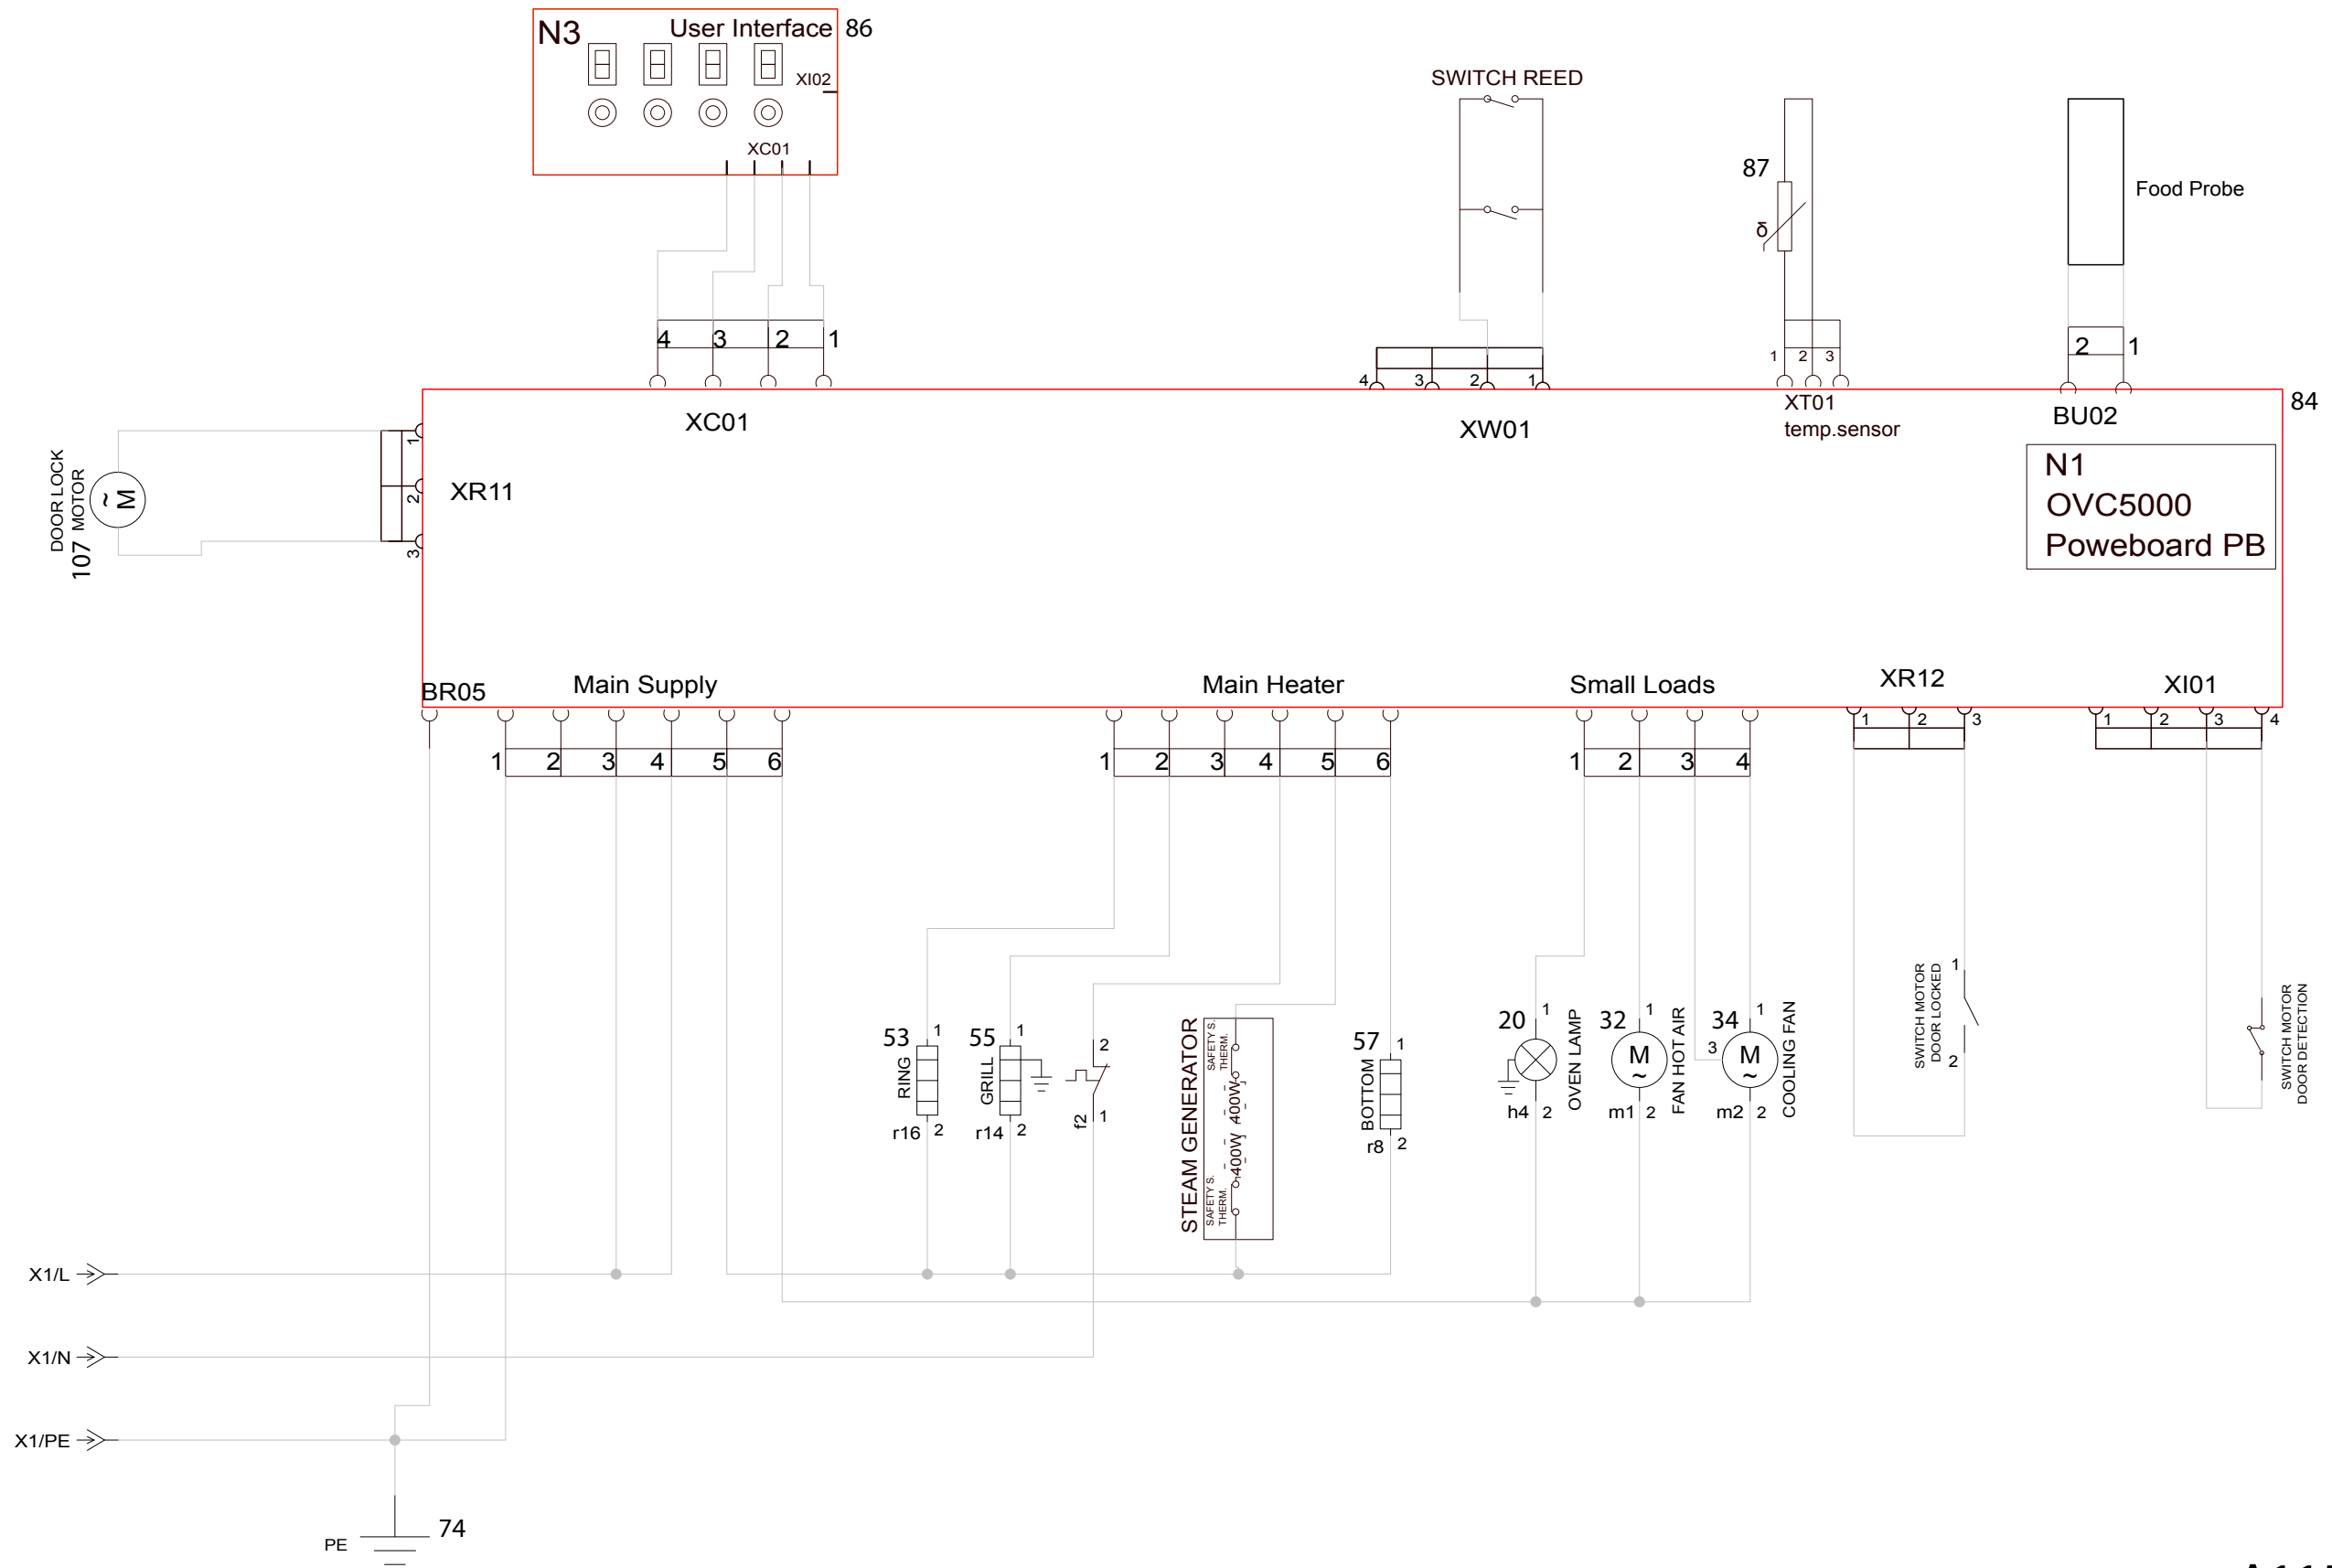 N3 User Interface 86
XI02
XC01
SWITCH REED
87
δ
Food Probe
4 3 2 1
4 3 2 1
1 2 3
2 1
XC01
XW01
XT01
temp.sensor
BU02
84
N1
OVC5000
Poweboard PB
DOOR LOCK
107 MOTOR
M
~
1
2
3
XR11
BR05
Main Supply
Main Heater
Small Loads
XR12
XI01
1 2 3 4 5 6
1 2 3 4 5 6
1 2 3 4
1 2 3
1 2 3 4
53
1
RING
r16 2
55
1
GRILL
r14 2
2
f2 1
STEAM GENERATOR
SAFETY S.
THERM.
400W
400W
SAFETY S.
THERM.
57
1
BOTTOM
r8 2
20 1
OVEN LAMP
h4 2
32 1
M
~
FAN HOT AIR
m1 2
34 1
3
M
~
COOLING FAN
m2 2
SWITCH MOTOR
DOOR LOCKED
1
2
SWITCH MOTOR
DOOR DETECTION
X1/L
X1/N
X1/PE
PE
74